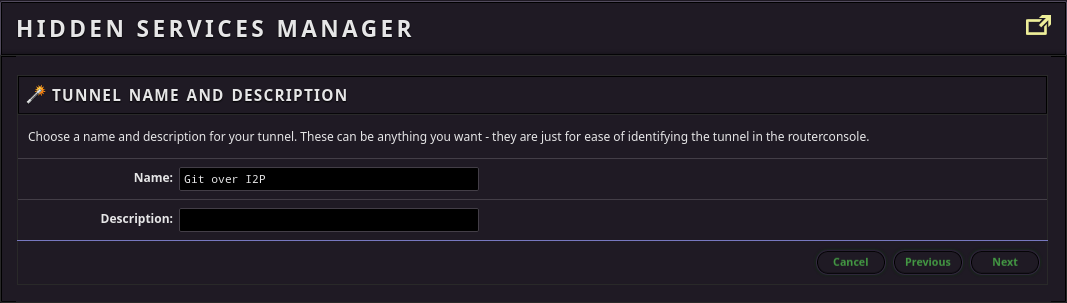 HIDDEN SERVICES MANAGER
TUNNEL NAME AND DESCRIPTION
Choose a name and description for your tunnel. These can be anything you want - they are just for ease of identifying the tunnel in the routerconsole.
Name: Git over I2P
Description:
Cancel Previous Next